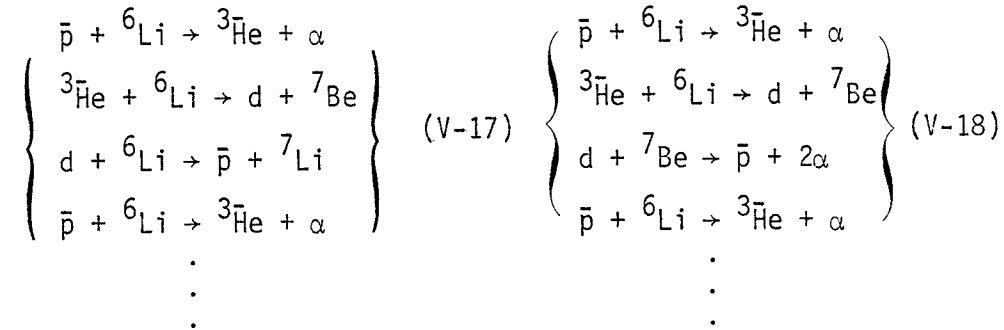 p̄ + ⁶Li → ³H̄e + α
³H̄e + ⁶Li → d + ⁷Be
d + ⁶Li → p̄ + ⁷Li
p̄ + ⁶Li → ³H̄e + α
.
.
.
(V-17)
p̄ + ⁶Li → ³H̄e + α
³H̄e + ⁶Li → d + ⁷Be
d + ⁷Be → p̄ + 2α
p̄ + ⁶Li → ³H̄e + α
.
.
.
(V-18)